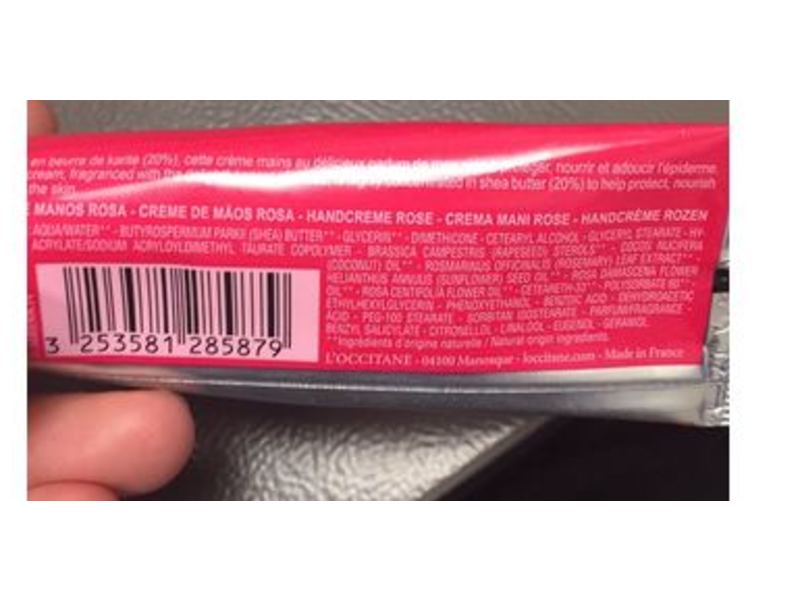 en beurre de karité (20%), cette crème mains au délicieux parfum de nourrir et adoucir l'épiderme.
cream, fragranced with in shea butter (20%) to help protect, nourish
the skin.
MANOS ROSA - CREME DE MÃOS ROSA - HANDCREME ROSE - CREMA MANI ROSE - HANDCRÈME ROZEN
AQUA/WATER** - BUTYROSPERMUM PARKII (SHEA) BUTTER** - GLYCERIN** - DIMETHICONE - CETEARYL ALCOHOL - GLYCERYL STEARATE - HY-
ACRYLATE/SODIUM ACRYLOYLDIMETHYL TAURATE COPOLYMER - BRASSICA CAMPESTRIS (RAPESEED) STEROLS** - COCOS NUCIFERA
(COCONUT) OIL** - ROSMARINUS OFFICINALIS (ROSEMARY) LEAF EXTRACT** -
HELIANTHUS ANNUUS (SUNFLOWER) SEED OIL** - ROSA DAMASCENA FLOWER
OIL** - ROSA CENTIFOLIA FLOWER OIL** - CETEARETH-33** - POLYSORBATE 60**
ETHYLHEXYLGLYCERIN - PHENOXYETHANOL - BENZOIC ACID - DEHYDROACETIC
ACID - PEG-100 STEARATE - SORBITAN ISOSTEARATE - PARFUM/FRAGRANCE
BENZYL SALICYLATE - CITRONELLOL - LINALOOL - EUGENOL - GERANIOL.
**Ingrédients d'origine naturelle / Natural origin ingredients.
L'OCCITANE - 04100 Manosque - loccitane.com - Made in France
3 253581 285879